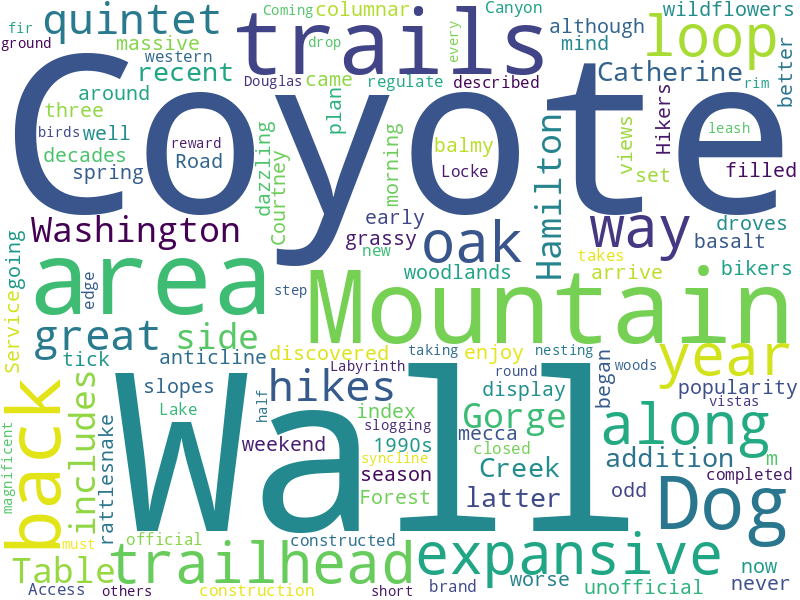 fir quintet columnar Coming Canyon wildflowers
ground massive trails every although loop
western came drop mind
recent Douglas regulate described Catherine rim better
around Coyote
three plan Hikers
birds well reward dazzling balmy Hamilton views leash
decades Road Courtney morning Locke set filled
spring early droves
Washington grassy oak way basalt
new takes
going area woodlands arrive bikers
Service edge step Mountain
great side
tick anticline discovered Labyrinth taking enjoy nesting round began woods year
slopes half hikes display popularity
back includes Lake Wall index Gorge vistas
slogging along
magnificent rattlesnake weekend 1990s mecca closed
syncline Creek addition m
season Forest latter odd completed
Dog
must official constructed
Table trailhead expansive now
Access others construction short brand worse unofficial never